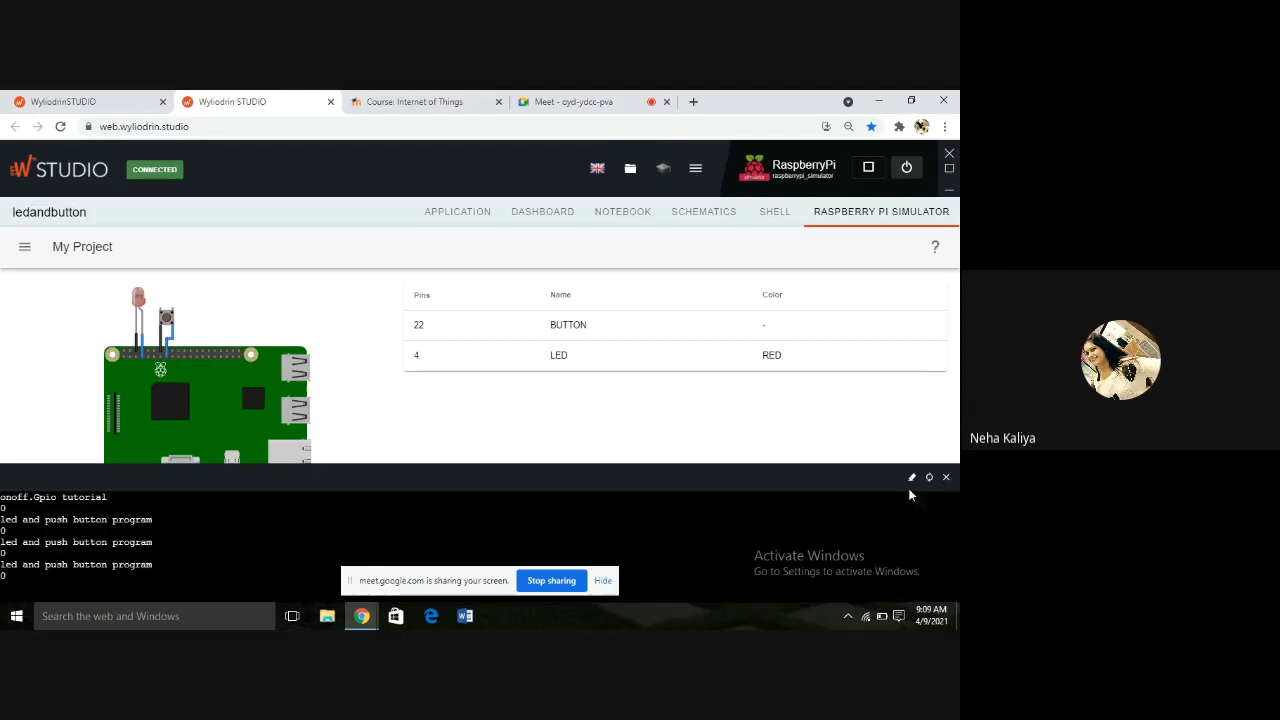 WyliodrinSTUDIO
Wyliodrin STUDIO
Course: Internet of Things
Meet - oyd-ydcc-pva
web.wyliodrin.studio
STUDIO
CONNECTED
RaspberryPi
raspberrypi_simulator
ledandbutton
APPLICATION
DASHBOARD
NOTEBOOK
SCHEMATICS
SHELL
RASPBERRY PI SIMULATOR
My Project
?
Pins Name Color
22 BUTTON -
4 LED RED
onoff.Gpio tutorial
0
led and push button program
0
led and push button program
0
led and push button program
0
meet.google.com is sharing your screen.
Stop sharing
Hide
Activate Windows
Go to Settings to activate Windows.
Search the web and Windows
9:09 AM
4/9/2021
Neha Kaliya